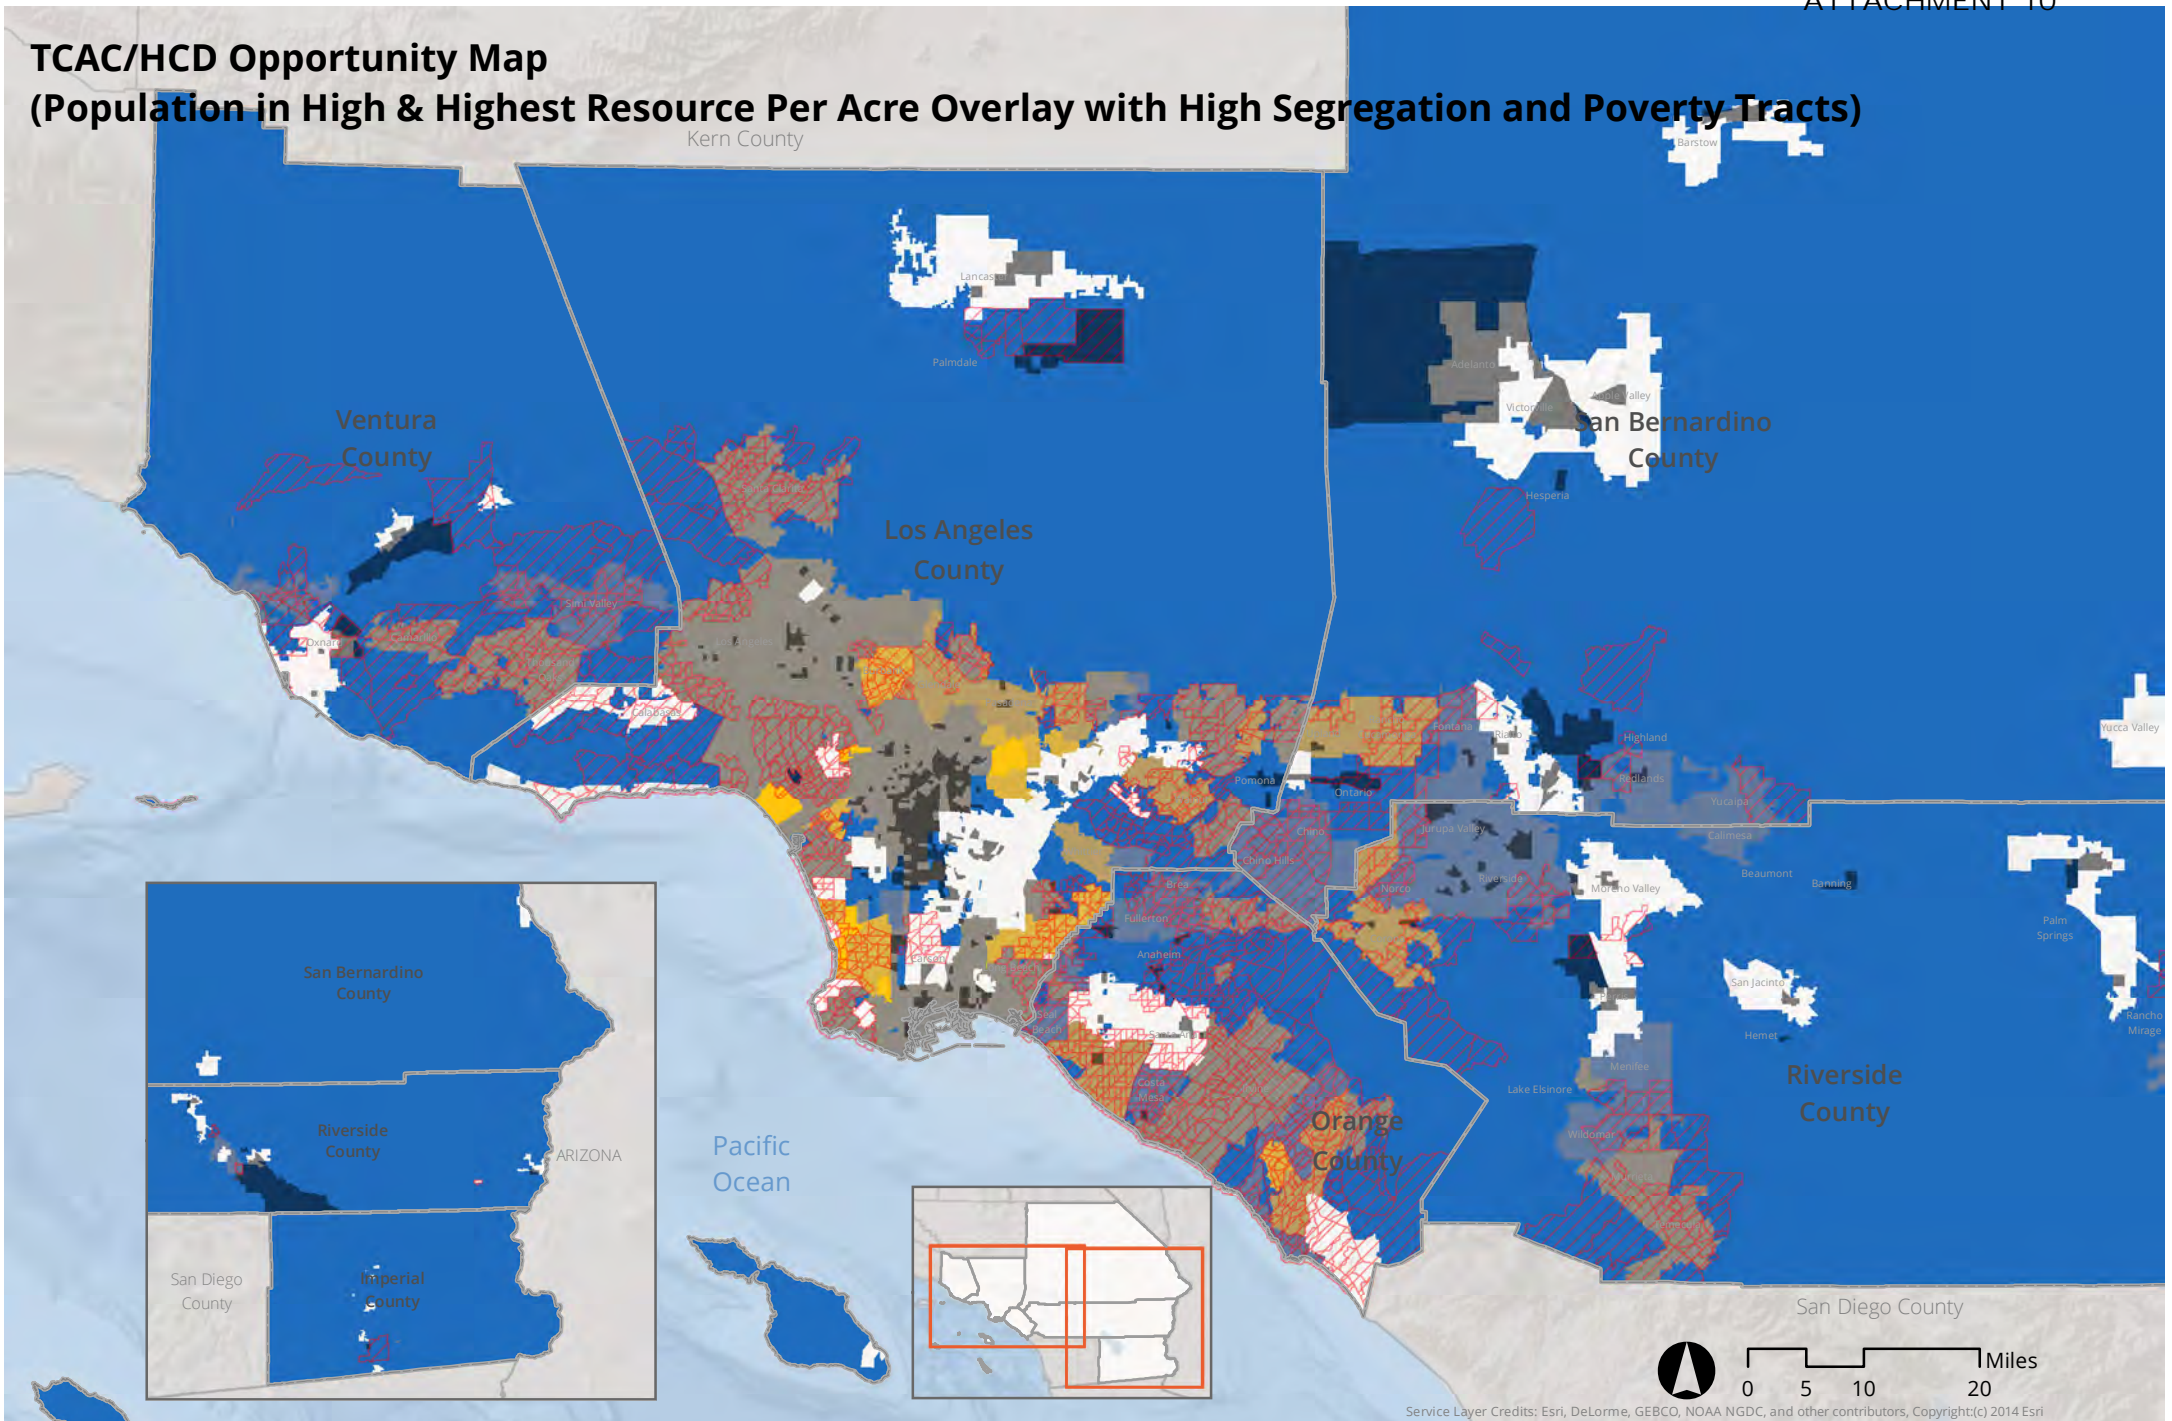 ATTACHMENT 10
TCAC/HCD Opportunity Map
(Population in High & Highest Resource Per Acre Overlay with High Segregation and Poverty Tracts)
Kern County
Barstow
Lancaster
Palmdale
Adelanto
Victorville
Apple Valley
San Bernardino
County
Hesperia
Ventura
County
Los Angeles
County
Simi Valley
Oxnard
Camarillo
Thousand
Los Angeles
Calabasas
Yucca Valley
Fontana
Rialto
Highland
Redlands
Yucaipa
Calimesa
Pomona
Ontario
Chino
Chino Hills
Jurupa Valley
Riverside
Norco
Moreno Valley
Beaumont
Banning
Palm
Springs
Rancho
Mirage
Brea
Fullerton
Anaheim
Carson
Seal
Beach
Santa Ana
Costa
Mesa
San Jacinto
Hemet
Menifee
Lake Elsinore
Wildomar
Riverside
County
Orange
County
San Bernardino
County
Riverside
County
ARIZONA
San Diego
County
Imperial
County
Pacific
Ocean
San Diego County
Miles
0 5 10 20
Service Layer Credits: Esri, DeLorme, GEBCO, NOAA NGDC, and other contributors, Copyright:(c) 2014 Esri